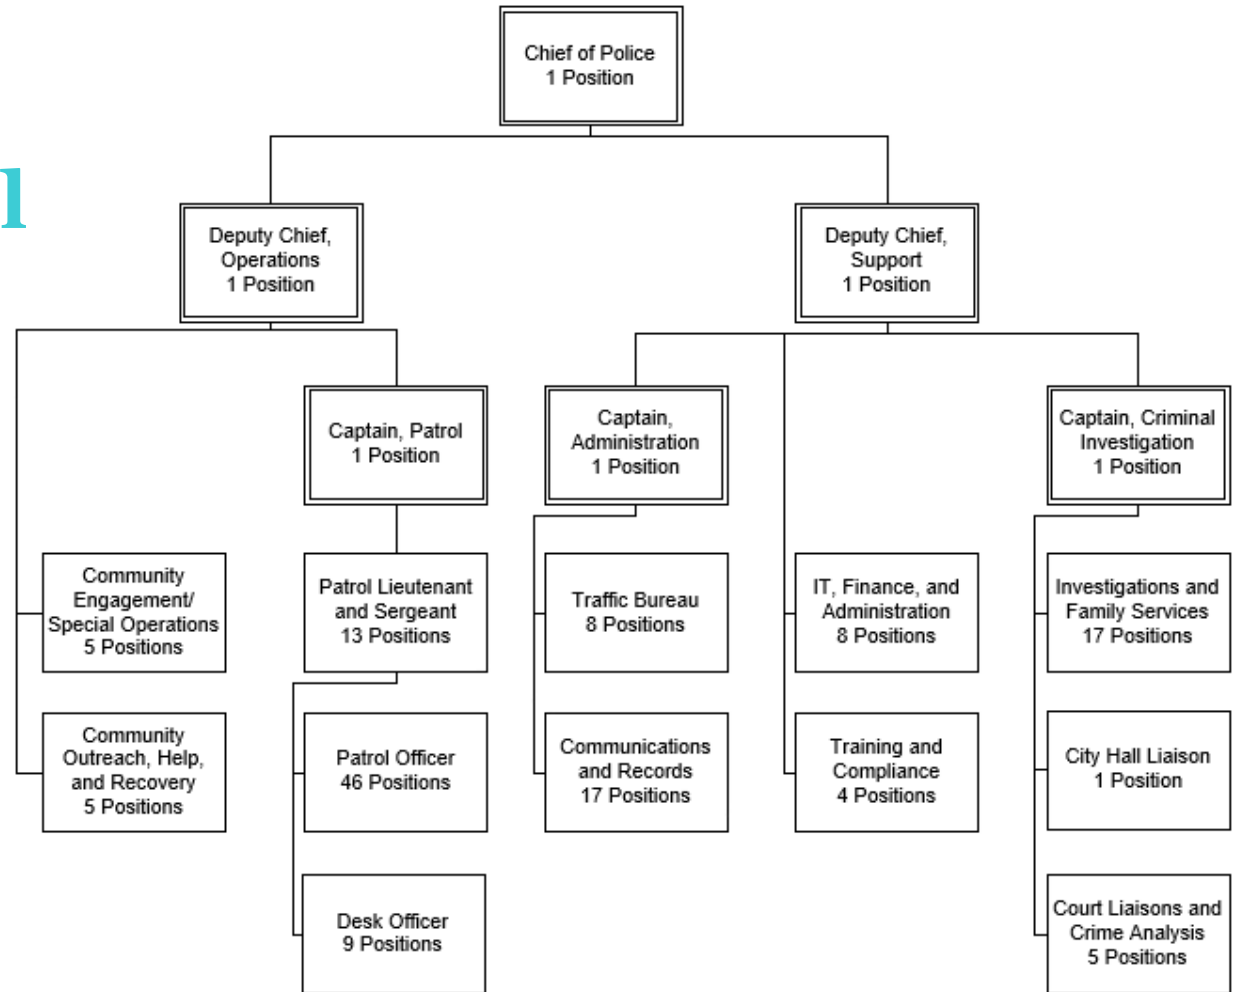 Chief of Police
1 Position
l
Deputy Chief,
Operations
1 Position
Deputy Chief,
Support
1 Position
Captain, Patrol
1 Position
Captain,
Administration
1 Position
Captain, Criminal
Investigation
1 Position
Community
Engagement/
Special Operations
5 Positions
Patrol Lieutenant
and Sergeant
13 Positions
Traffic Bureau
8 Positions
IT, Finance, and
Administration
8 Positions
Investigations and
Family Services
17 Positions
Community
Outreach, Help,
and Recovery
5 Positions
Patrol Officer
46 Positions
Communications
and Records
17 Positions
Training and
Compliance
4 Positions
City Hall Liaison
1 Position
Desk Officer
9 Positions
Court Liaisons and
Crime Analysis
5 Positions